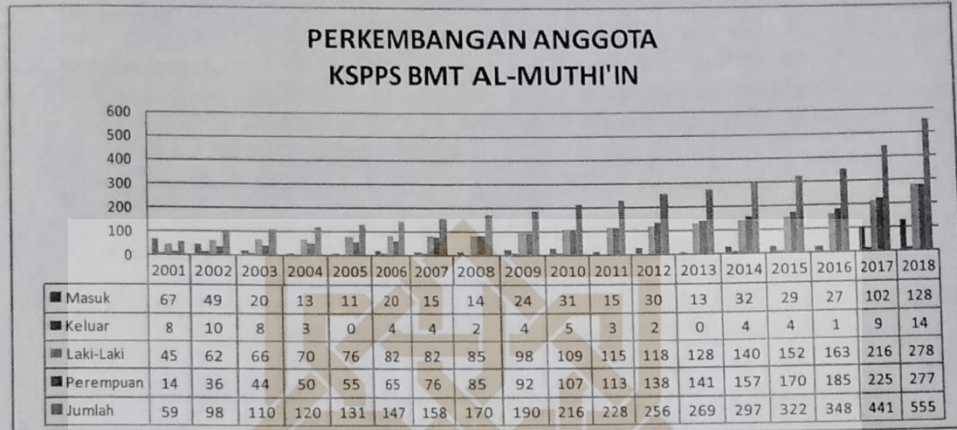 PERKEMBANGAN ANGGOTA
KSPPS BMT AL-MUTHI'IN
600
500
400
300
200
100
0
2001 2002 2003 2004 2005 2006 2007 2008 2009 2010 2011 2012 2013 2014 2015 2016 2017 2018
Masuk 67 49 20 13 11 20 15 14 24 31 15 30 13 32 29 27 102 128
Keluar 8 10 8 3 0 4 4 2 4 5 3 2 0 4 4 1 9 14
Laki-Laki 45 62 66 70 76 82 82 85 98 109 115 118 128 140 152 163 216 278
Perempuan 14 36 44 50 55 65 76 85 92 107 113 138 141 157 170 185 225 277
Jumlah 59 98 110 120 131 147 158 170 190 216 228 256 269 297 322 348 441 555